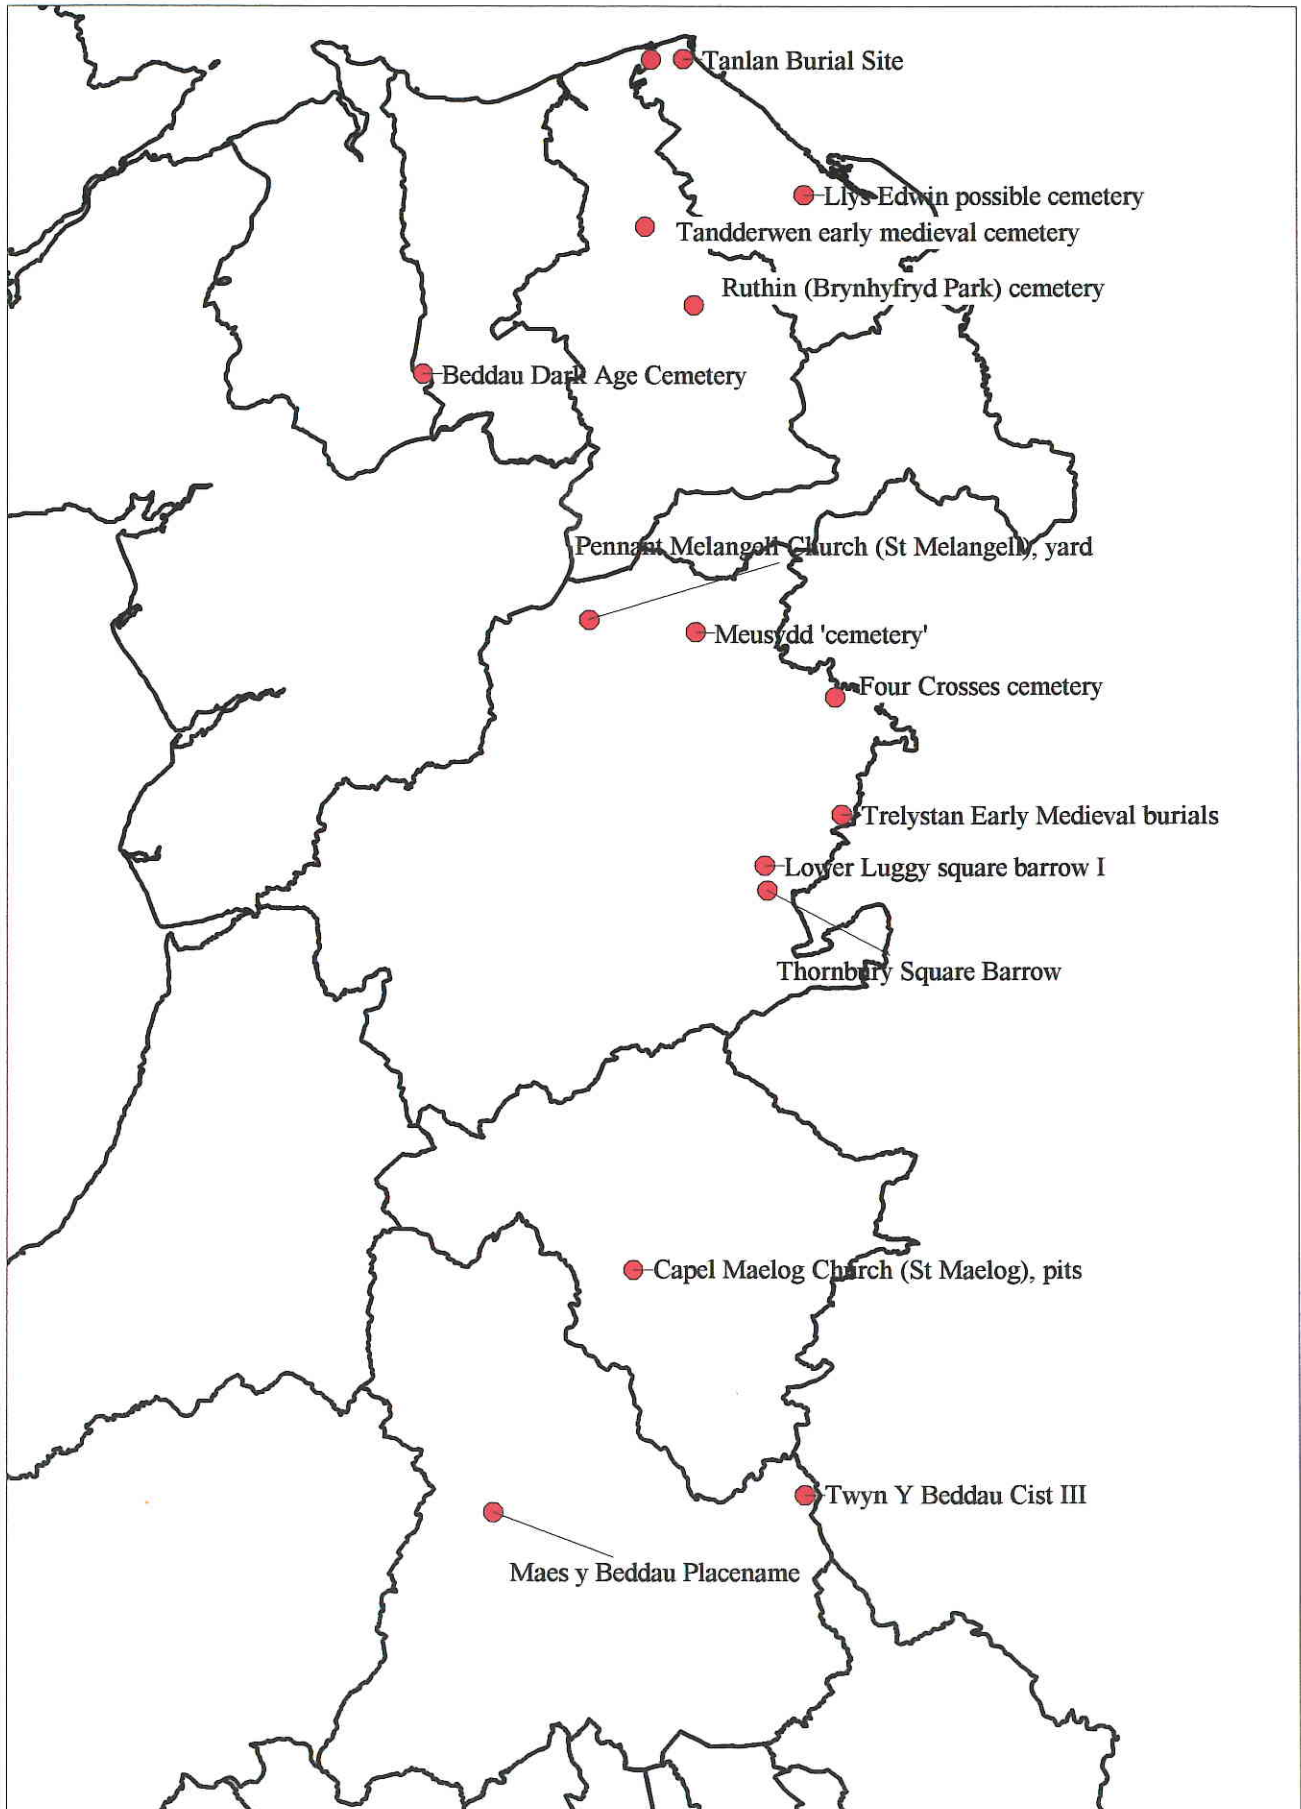 Tanlan Burial Site
Llys Edwin possible cemetery
Tandderwen early medieval cemetery
Ruthin (Brynhyfryd Park) cemetery
Beddau Dark Age Cemetery
Pennant Melangell Church (St Melangell), yard
Meusydd 'cemetery'
Four Crosses cemetery
Trelystan Early Medieval burials
Lower Luggy square barrow I
Thornbury Square Barrow
Capel Maelog Church (St Maelog), pits
Twyn Y Beddau Cist III
Maes y Beddau Placename